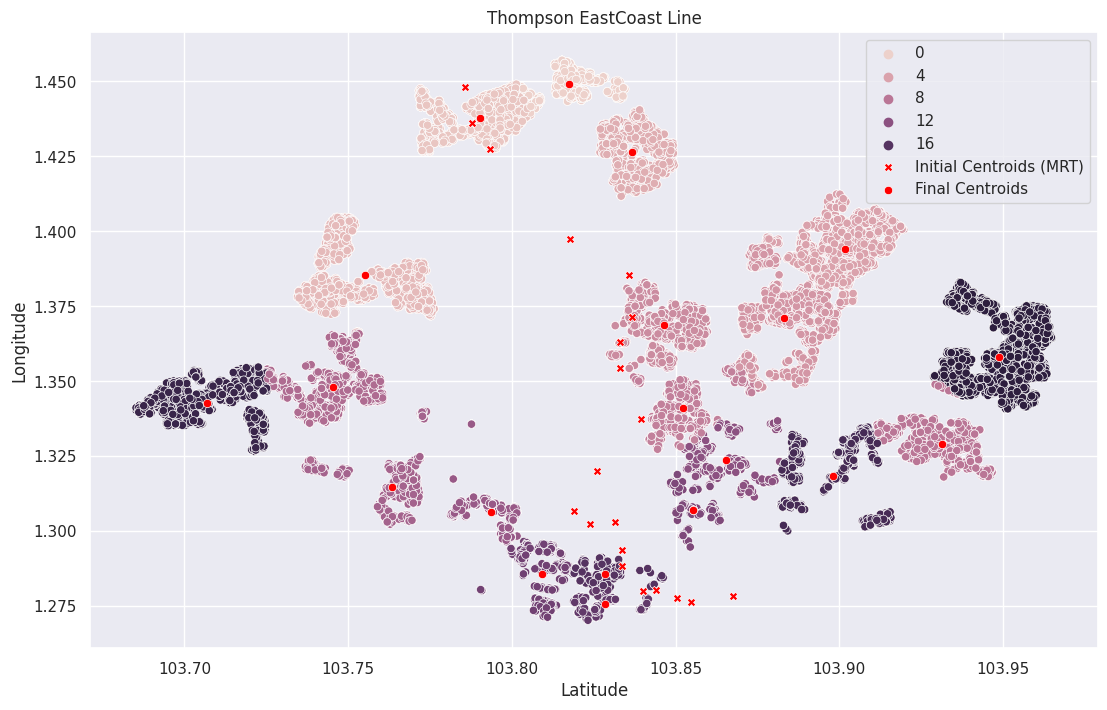 Thompson EastCoast Line
0
4
8
12
16
Initial Centroids (MRT)
Final Centroids
Longitude
1.450
1.425
1.400
1.375
1.350
1.325
1.300
1.275
103.70 103.75 103.80 103.85 103.90 103.95
Latitude